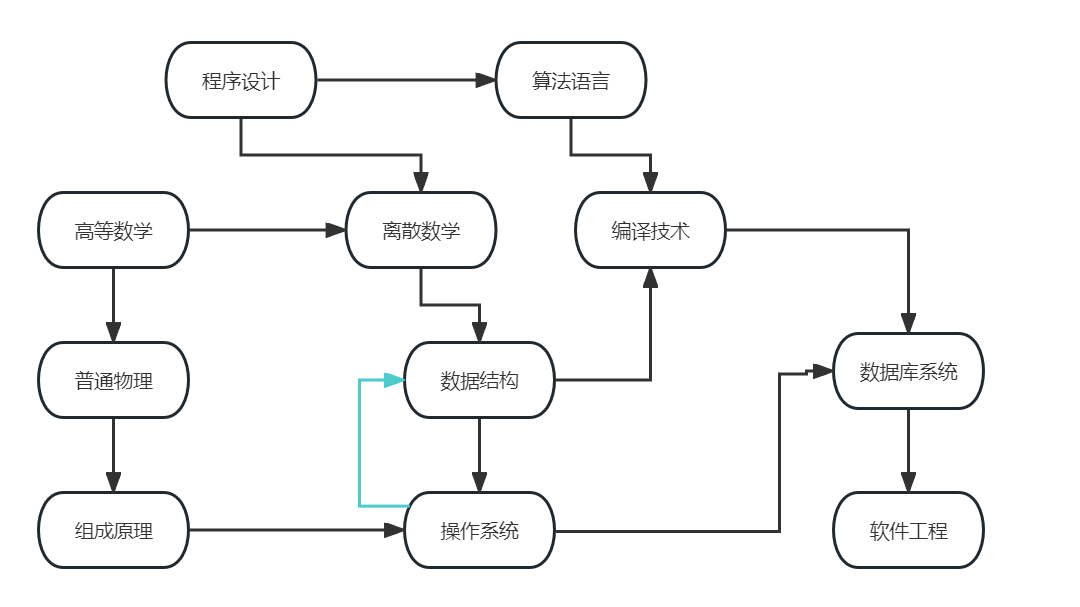 程序设计
算法语言
高等数学
离散数学
编译技术
普通物理
数据结构
数据库系统
组成原理
操作系统
软件工程